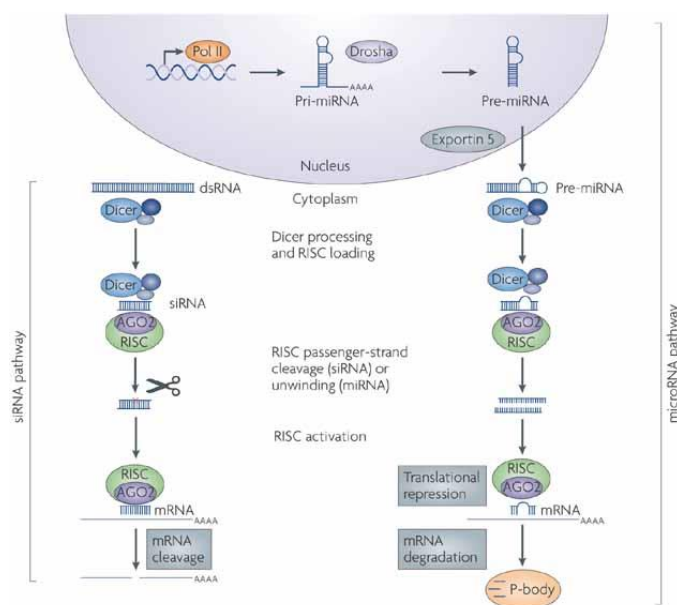 Pol II
Drosha
AAAA
Pri-miRNA
Pre-miRNA
Exportin 5
Nucleus
Cytoplasm
dsRNA
Pre-miRNA
Dicer
Dicer
Dicer processing
and RISC loading
Dicer
siRNA
AGO2
RISC
Dicer
AGO2
RISC
RISC passenger-strand
cleavage (siRNA) or
unwinding (miRNA)
RISC activation
RISC
AGO2
mRNA
AAAA
Translational
repression
RISC
AGO2
mRNA
AAAA
mRNA
cleavage
AAAA
mRNA
degradation
P-body
siRNA pathway
microRNA pathway